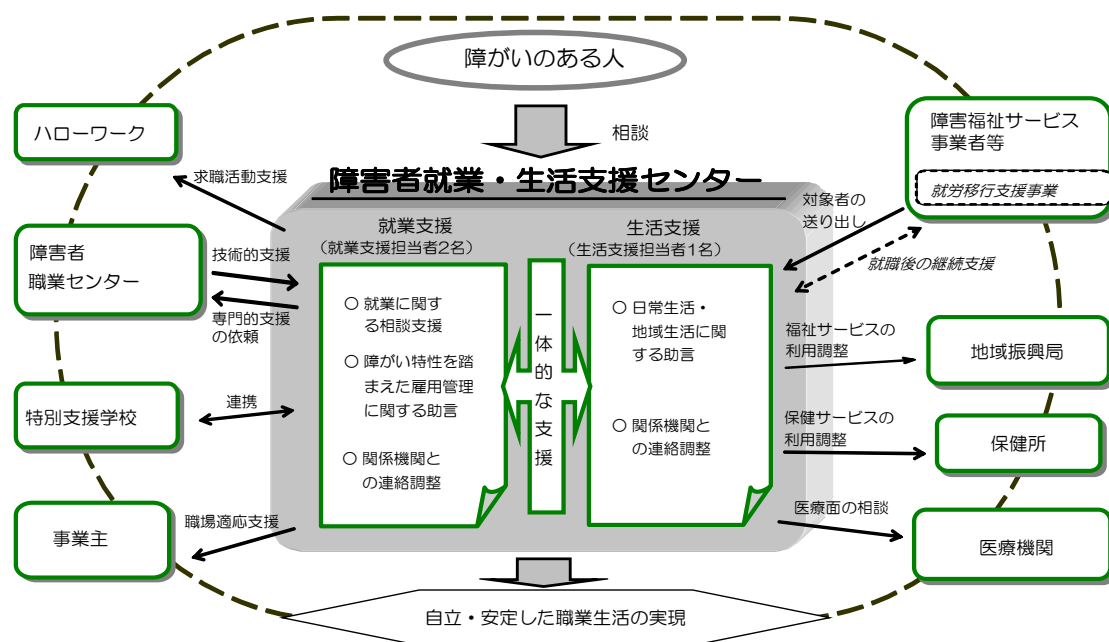 障がいのある人
相談
ハローワーク
求職活動支援
障害者
職業センター
技術的支援
専門的支援
の依頼
特別支援学校
連携
事業主
職場適応支援
障害者就業・生活支援センター
就業支援
(就業支援担当者2名)
○ 就業に関す
る相談支援
○ 障がい特性を踏
まえた雇用管理
に関する助言
○ 関係機関と
の連絡調整
一体的な支援
生活支援
(生活支援担当者1名)
○ 日常生活・
地域生活に関
する助言
○ 関係機関と
の連絡調整
障害福祉サービス
事業者等
就労移行支援事業
対象者の
送り出し
就職後の継続支援
福祉サービスの
利用調整
地域振興局
保健サービスの
利用調整
保健所
医療面の相談
医療機関
自立・安定した職業生活の実現